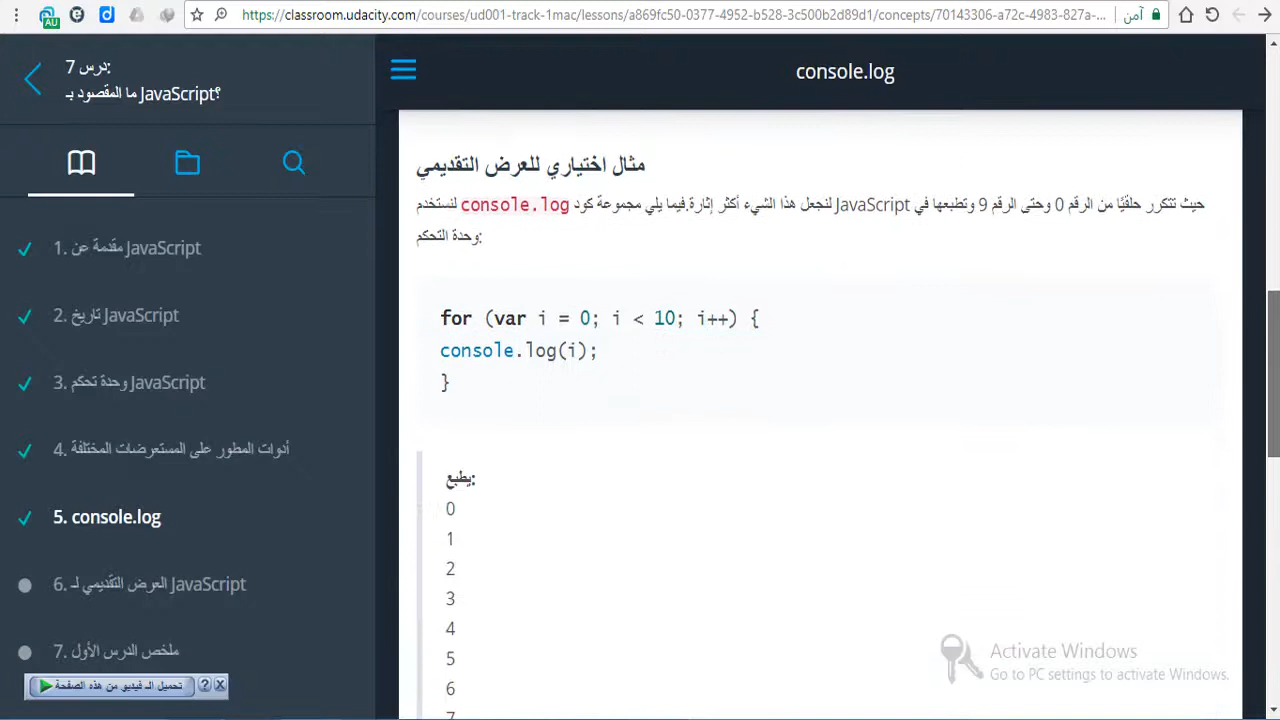 https://classroom.udacity.com/courses/ud001-track-1mac/lessons/a869fc50-0377-4952-b528-3c00b2d89d1/concepts/70143306-a72c-4983-827a-...
آمن
AU
درس 7:
ما المقصود بـ JavaScript؟
console.log
1. مقدمة عن JavaScript
2. تاريخ JavaScript
3. وحدة تحكم JavaScript
4. أدوات المطور على المستعرضات المختلفة
5. console.log
6. العرض التقديمي لـ JavaScript
7. ملخص الدرس الأول
تحميل الـ فيديو من هذه الصفحة
? X
مثال اختياري للعرض التقديمي
لنستخدم console.log لنجعل هذا الشيء أكثر إثارة.فيما يلي مجموعة كود JavaScript حيث تتكرر حلقيًا من الرقم 0 وحتى الرقم 9 وتطبعها في
وحدة التحكم:
for (var i = 0; i < 10; i++) {
console.log(i);
}
يطبع:
0
1
2
3
4
5
6
7
Activate Windows
Go to PC settings to activate Windows.